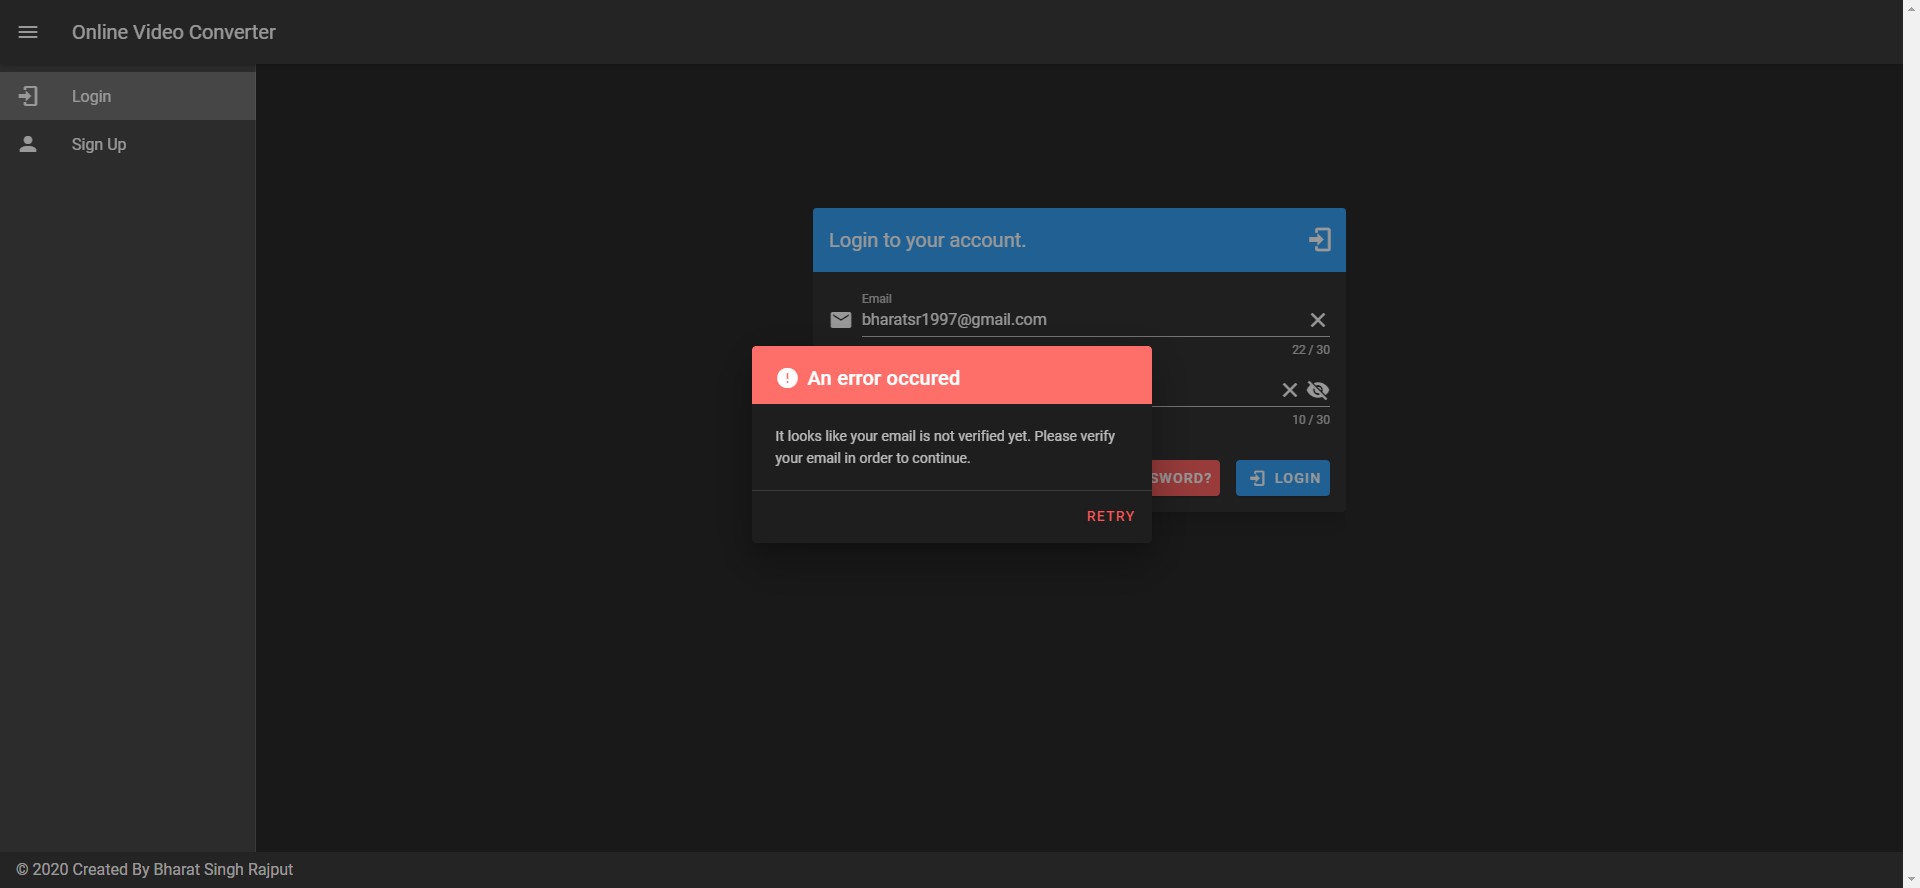 Online Video Converter
Login
Sign Up
Login to your account.
Email
bharatsr1997@gmail.com
22 / 30
An error occured
10 / 30
It looks like your email is not verified yet. Please verify
your email in order to continue.
SWORD?
LOGIN
RETRY
© 2020 Created By Bharat Singh Rajput